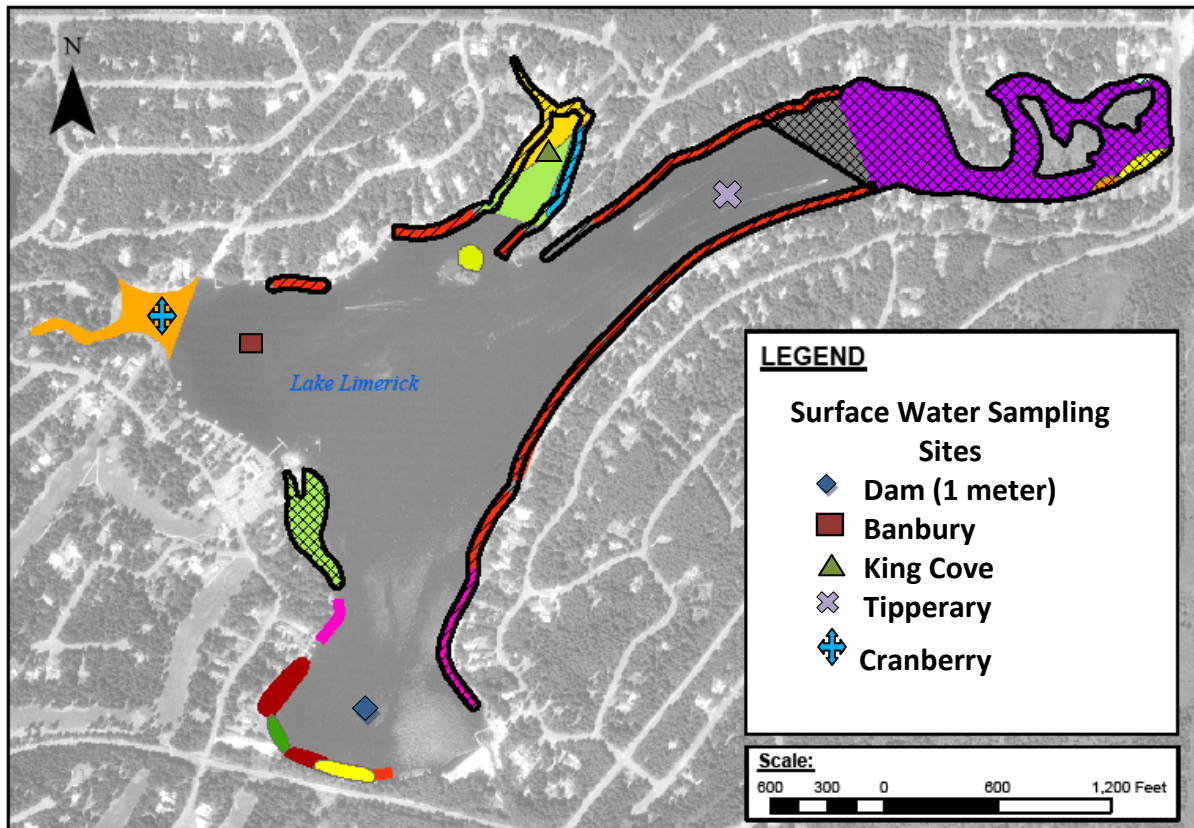 N
Lake Limerick
LEGEND
Surface Water Sampling
Sites
Dam (1 meter)
Banbury
King Cove
Tipperary
Cranberry
Scale:
600 300 0 600 1,200 Feet